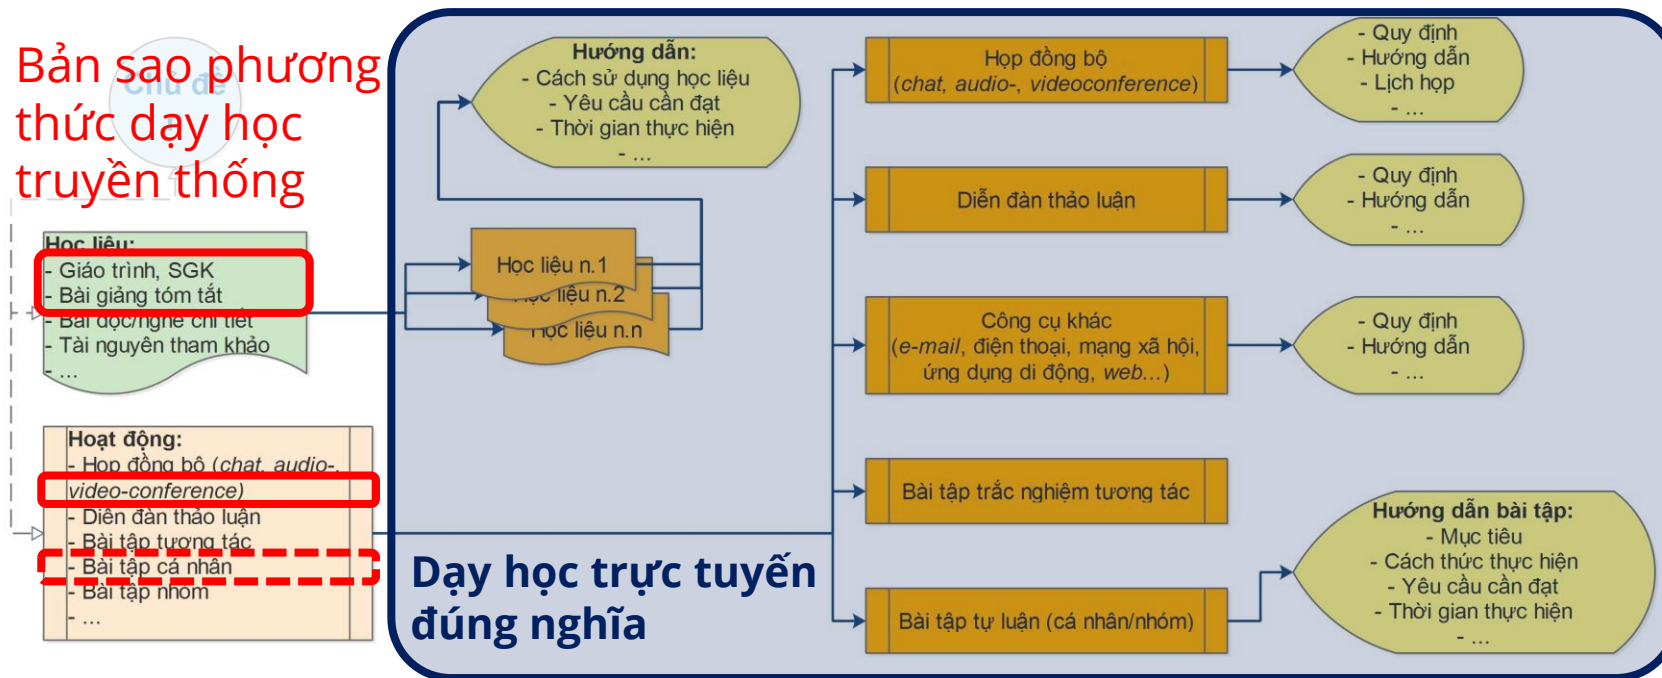 Bản sao phương
thức dạy học
truyền thống
Chủ đề
Học liệu:
- Giáo trình, SGK
- Bài giảng tóm tắt
- Bài đọc/nghe chi tiết
- Tài nguyên tham khảo
- ...
Hoạt động:
- Họp đồng bộ (chat, audio-,
video-conference)
- Diễn đàn thảo luận
- Bài tập tương tác
- Bài tập cá nhân
- Bài tập nhóm
- ...
Hướng dẫn:
- Cách sử dụng học liệu
- Yêu cầu cần đạt
- Thời gian thực hiện
- ...
Học liệu n.1
Học liệu n.2
Học liệu n.n
Dạy học trực tuyến
đúng nghĩa
Họp đồng bộ
(chat, audio-, videoconference)
- Quy định
- Hướng dẫn
- Lịch họp
- ...
Diễn đàn thảo luận
- Quy định
- Hướng dẫn
- ...
Công cụ khác
(e-mail, điện thoại, mạng xã hội,
ứng dụng di động, web...)
- Quy định
- Hướng dẫn
- ...
Bài tập trắc nghiệm tương tác
Bài tập tự luận (cá nhân/nhóm)
Hướng dẫn bài tập:
- Mục tiêu
- Cách thức thực hiện
- Yêu cầu cần đạt
- Thời gian thực hiện
- ...